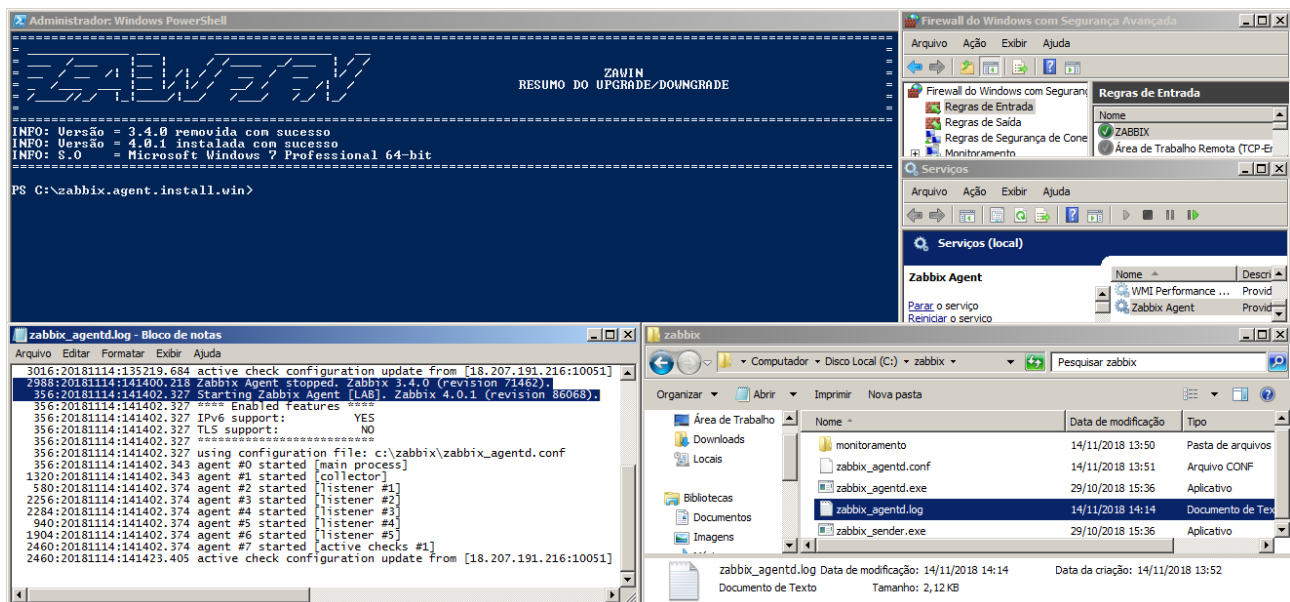 Administrador: Windows PowerShell
ZAWIN
RESUMO DO UPGRADE/DOWNGRADE
INFO: Versão = 3.4.0 removida com sucesso
INFO: Versão = 4.0.1 instalada com sucesso
INFO: S.O = Microsoft Windows 7 Professional 64-bit
PS C:\zabbix.agent.install.win>
Firewall do Windows com Segurança Avançada
Arquivo Ação Exibir Ajuda
Firewall do Windows com Seguranç
Regras de Entrada
Regras de Saída
Regras de Segurança de Cone
Monitoramento
Regras de Entrada
Nome
ZABBIX
Área de Trabalho Remota (TCP-Er
Serviços
Arquivo Ação Exibir Ajuda
Serviços (local)
Zabbix Agent
Parar o serviço
Reiniciar o serviço
Nome Descri
WMI Performance ... Provid
Zabbix Agent Provid
zabbix_agentd.log - Bloco de notas
Arquivo Editar Formatar Exibir Ajuda
3016:20181114:135219.684 active check configuration update from [18.207.191.216:10051]
2988:20181114:141400.218 Zabbix Agent stopped. Zabbix 3.4.0 (revision 71462).
356:20181114:141402.327 Starting Zabbix Agent [LAB]. Zabbix 4.0.1 (revision 86068).
356:20181114:141402.327 **** Enabled features ****
356:20181114:141402.327 IPv6 support: YES
356:20181114:141402.327 TLS support: NO
356:20181114:141402.327 **************************
356:20181114:141402.327 using configuration file: c:\zabbix\zabbix_agentd.conf
356:20181114:141402.343 agent #0 started [main process]
1320:20181114:141402.343 agent #1 started [collector]
580:20181114:141402.374 agent #2 started [listener #1]
2256:20181114:141402.374 agent #3 started [listener #2]
2284:20181114:141402.374 agent #4 started [listener #3]
940:20181114:141402.374 agent #5 started [listener #4]
1904:20181114:141402.374 agent #6 started [listener #5]
2460:20181114:141402.374 agent #7 started [active checks #1]
2460:20181114:141423.405 active check configuration update from [18.207.191.216:10051]
zabbix
Computador Disco Local (C:) zabbix
Pesquisar zabbix
Organizar Abrir Imprimir Nova pasta
Área de Trabalho
Downloads
Locais
Bibliotecas
Documentos
Imagens
Nome Data de modificação Tipo
monitoramento 14/11/2018 13:50 Pasta de arquivos
zabbix_agentd.conf 14/11/2018 13:51 Arquivo CONF
zabbix_agentd.exe 29/10/2018 15:36 Aplicativo
zabbix_agentd.log 14/11/2018 14:14 Documento de Tex
zabbix_sender.exe 29/10/2018 15:36 Aplicativo
zabbix_agentd.log Data de modificação: 14/11/2018 14:14 Data da criação: 14/11/2018 13:52
Documento de Texto Tamanho: 2,12 KB